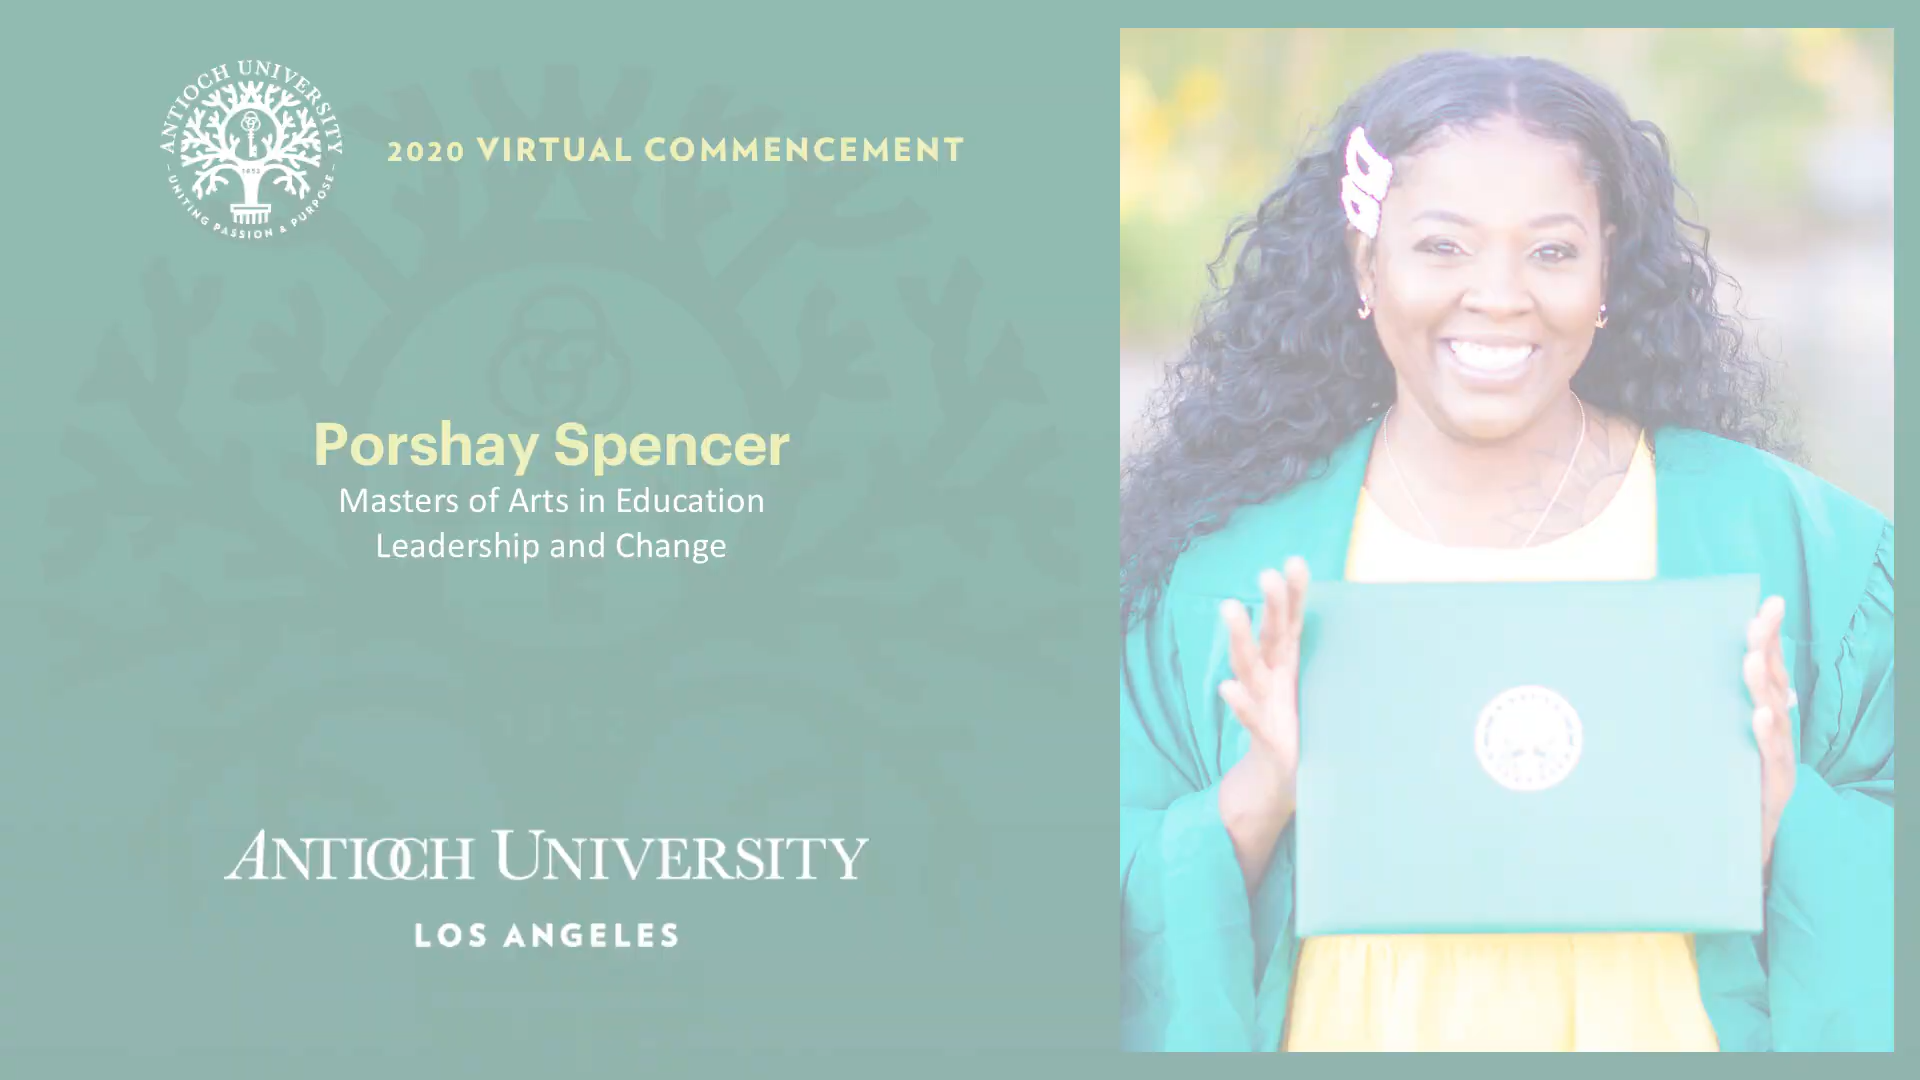 ANTIOCH UNIVERSITY
1852
- UNITING PASSION & PURPOSE -
2020 VIRTUAL COMMENCEMENT
Porshay Spencer
Masters of Arts in Education
Leadership and Change
ANTIOCH UNIVERSITY
LOS ANGELES